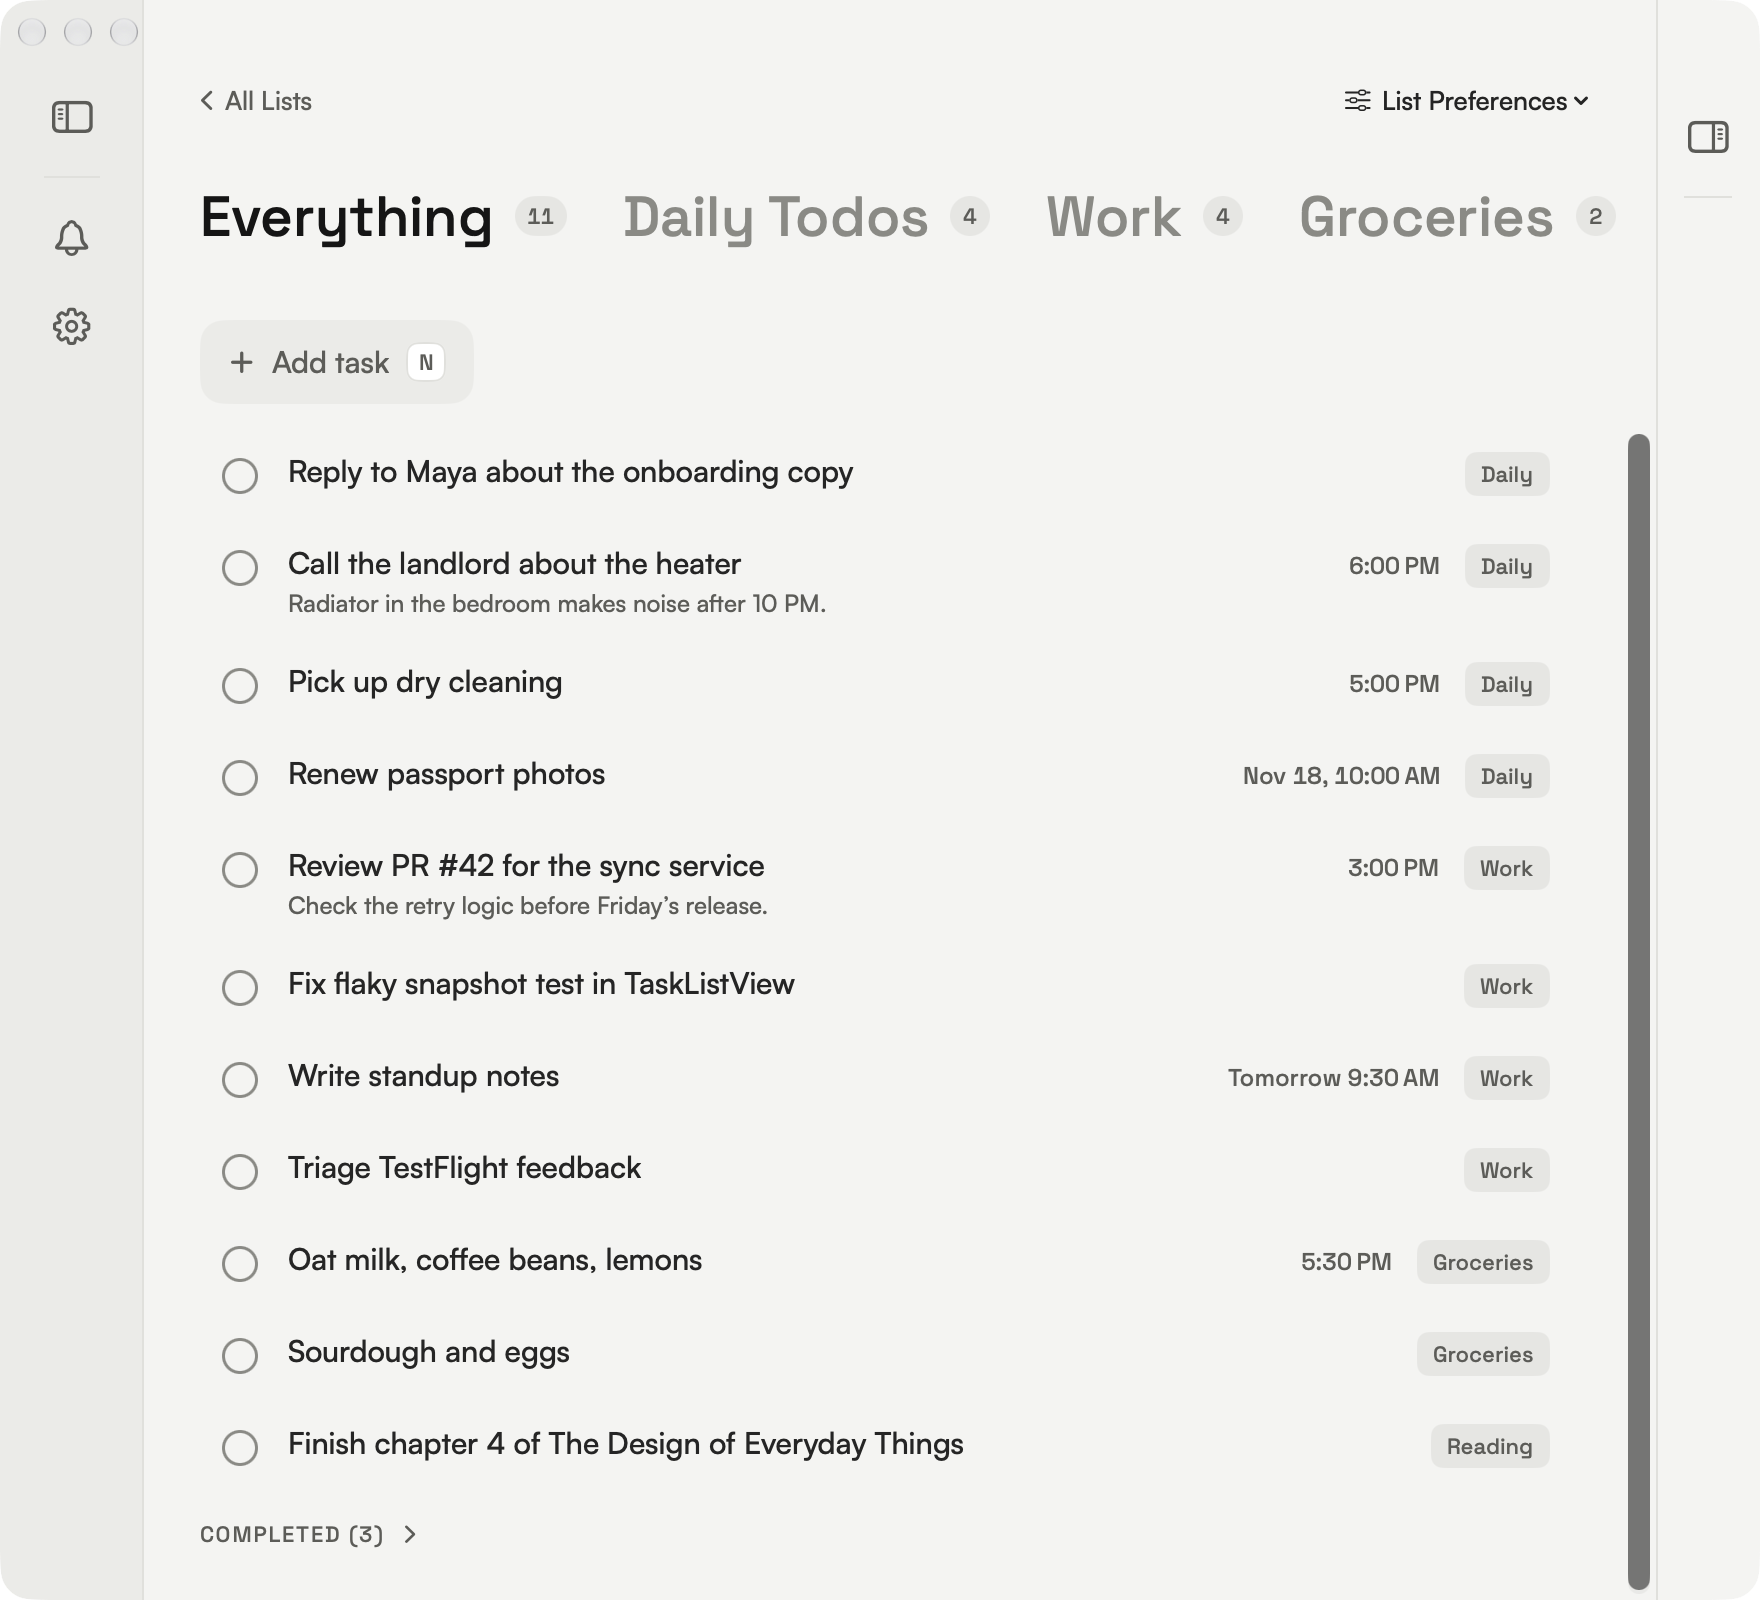 All Lists
List Preferences
Everything 11 Daily Todos 4 Work 4 Groceries 2
Add task N
Reply to Maya about the onboarding copy Daily
Call the landlord about the heater 6:00 PM Daily
Radiator in the bedroom makes noise after 10 PM.
Pick up dry cleaning 5:00 PM Daily
Renew passport photos Nov 18, 10:00 AM Daily
Review PR #42 for the sync service 3:00 PM Work
Check the retry logic before Friday’s release.
Fix flaky snapshot test in TaskListView Work
Write standup notes Tomorrow 9:30 AM Work
Triage TestFlight feedback Work
Oat milk, coffee beans, lemons 5:30 PM Groceries
Sourdough and eggs Groceries
Finish chapter 4 of The Design of Everyday Things Reading
COMPLETED (3)